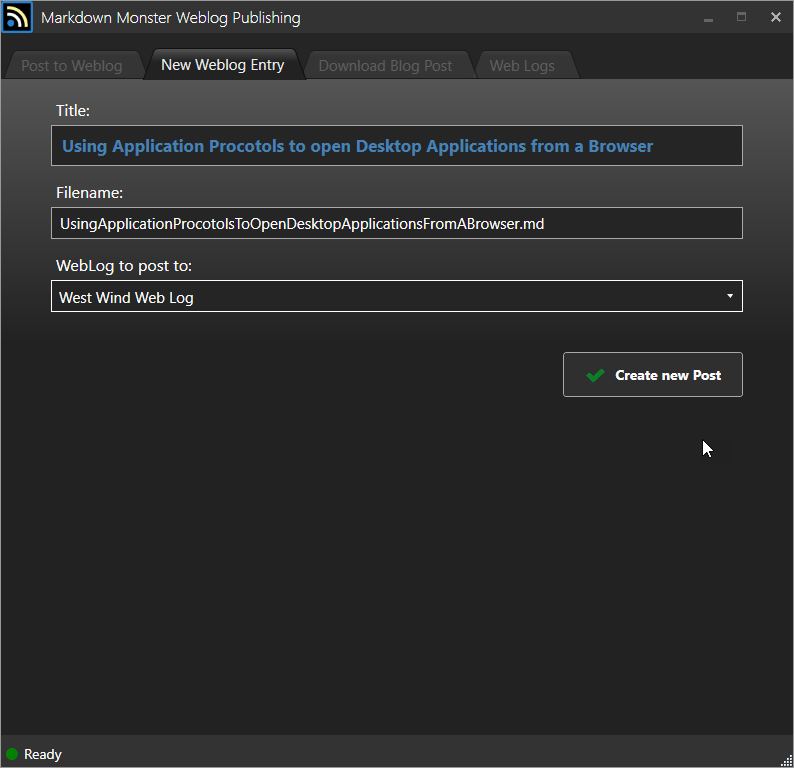 Markdown Monster Weblog Publishing
Post to Weblog
New Weblog Entry
Download Blog Post
Web Logs
Title:
Using Application Procotols to open Desktop Applications from a Browser
Filename:
UsingApplicationProcotolsToOpenDesktopApplicationsFromABrowser.md
WebLog to post to:
West Wind Web Log
Create new Post
Ready